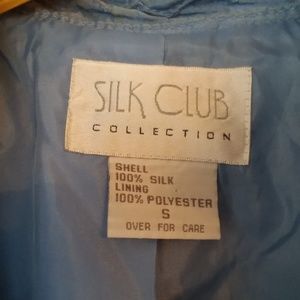 SILK CLUB
COLLECTION
SHELL
100% SILK
LINING
100% POLYESTER
S
OVER FOR CARE